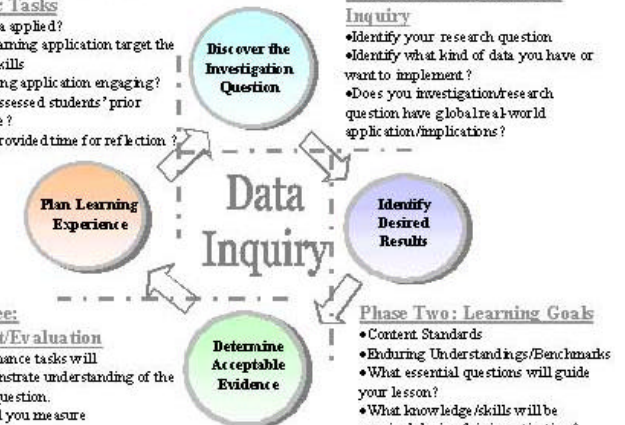 : Tasks
a applied?
arning application target the
kills
ng application engaging?
ssessed students' prior
e ?
rovided time for reflection ?
Discover the
Investigation
Question
Inquiry
•Identify your research question
•Identify what kind of data you have or
want to implement ?
•Does you investigation/research
question have global real-world
application/implications?
Plan Learning
Experience
Data
Inquiry
Identify
Desired
Results
ee:
t/Evaluation
mance tasks will
nstrate understanding of the
uestion.
l you measure
Determine
Acceptable
Evidence
Phase Two: Learning Goals
•Content Standards
•Enduring Understandings/Benchmarks
•What essential questions will guide
your lesson?
•What knowledge/skills will be